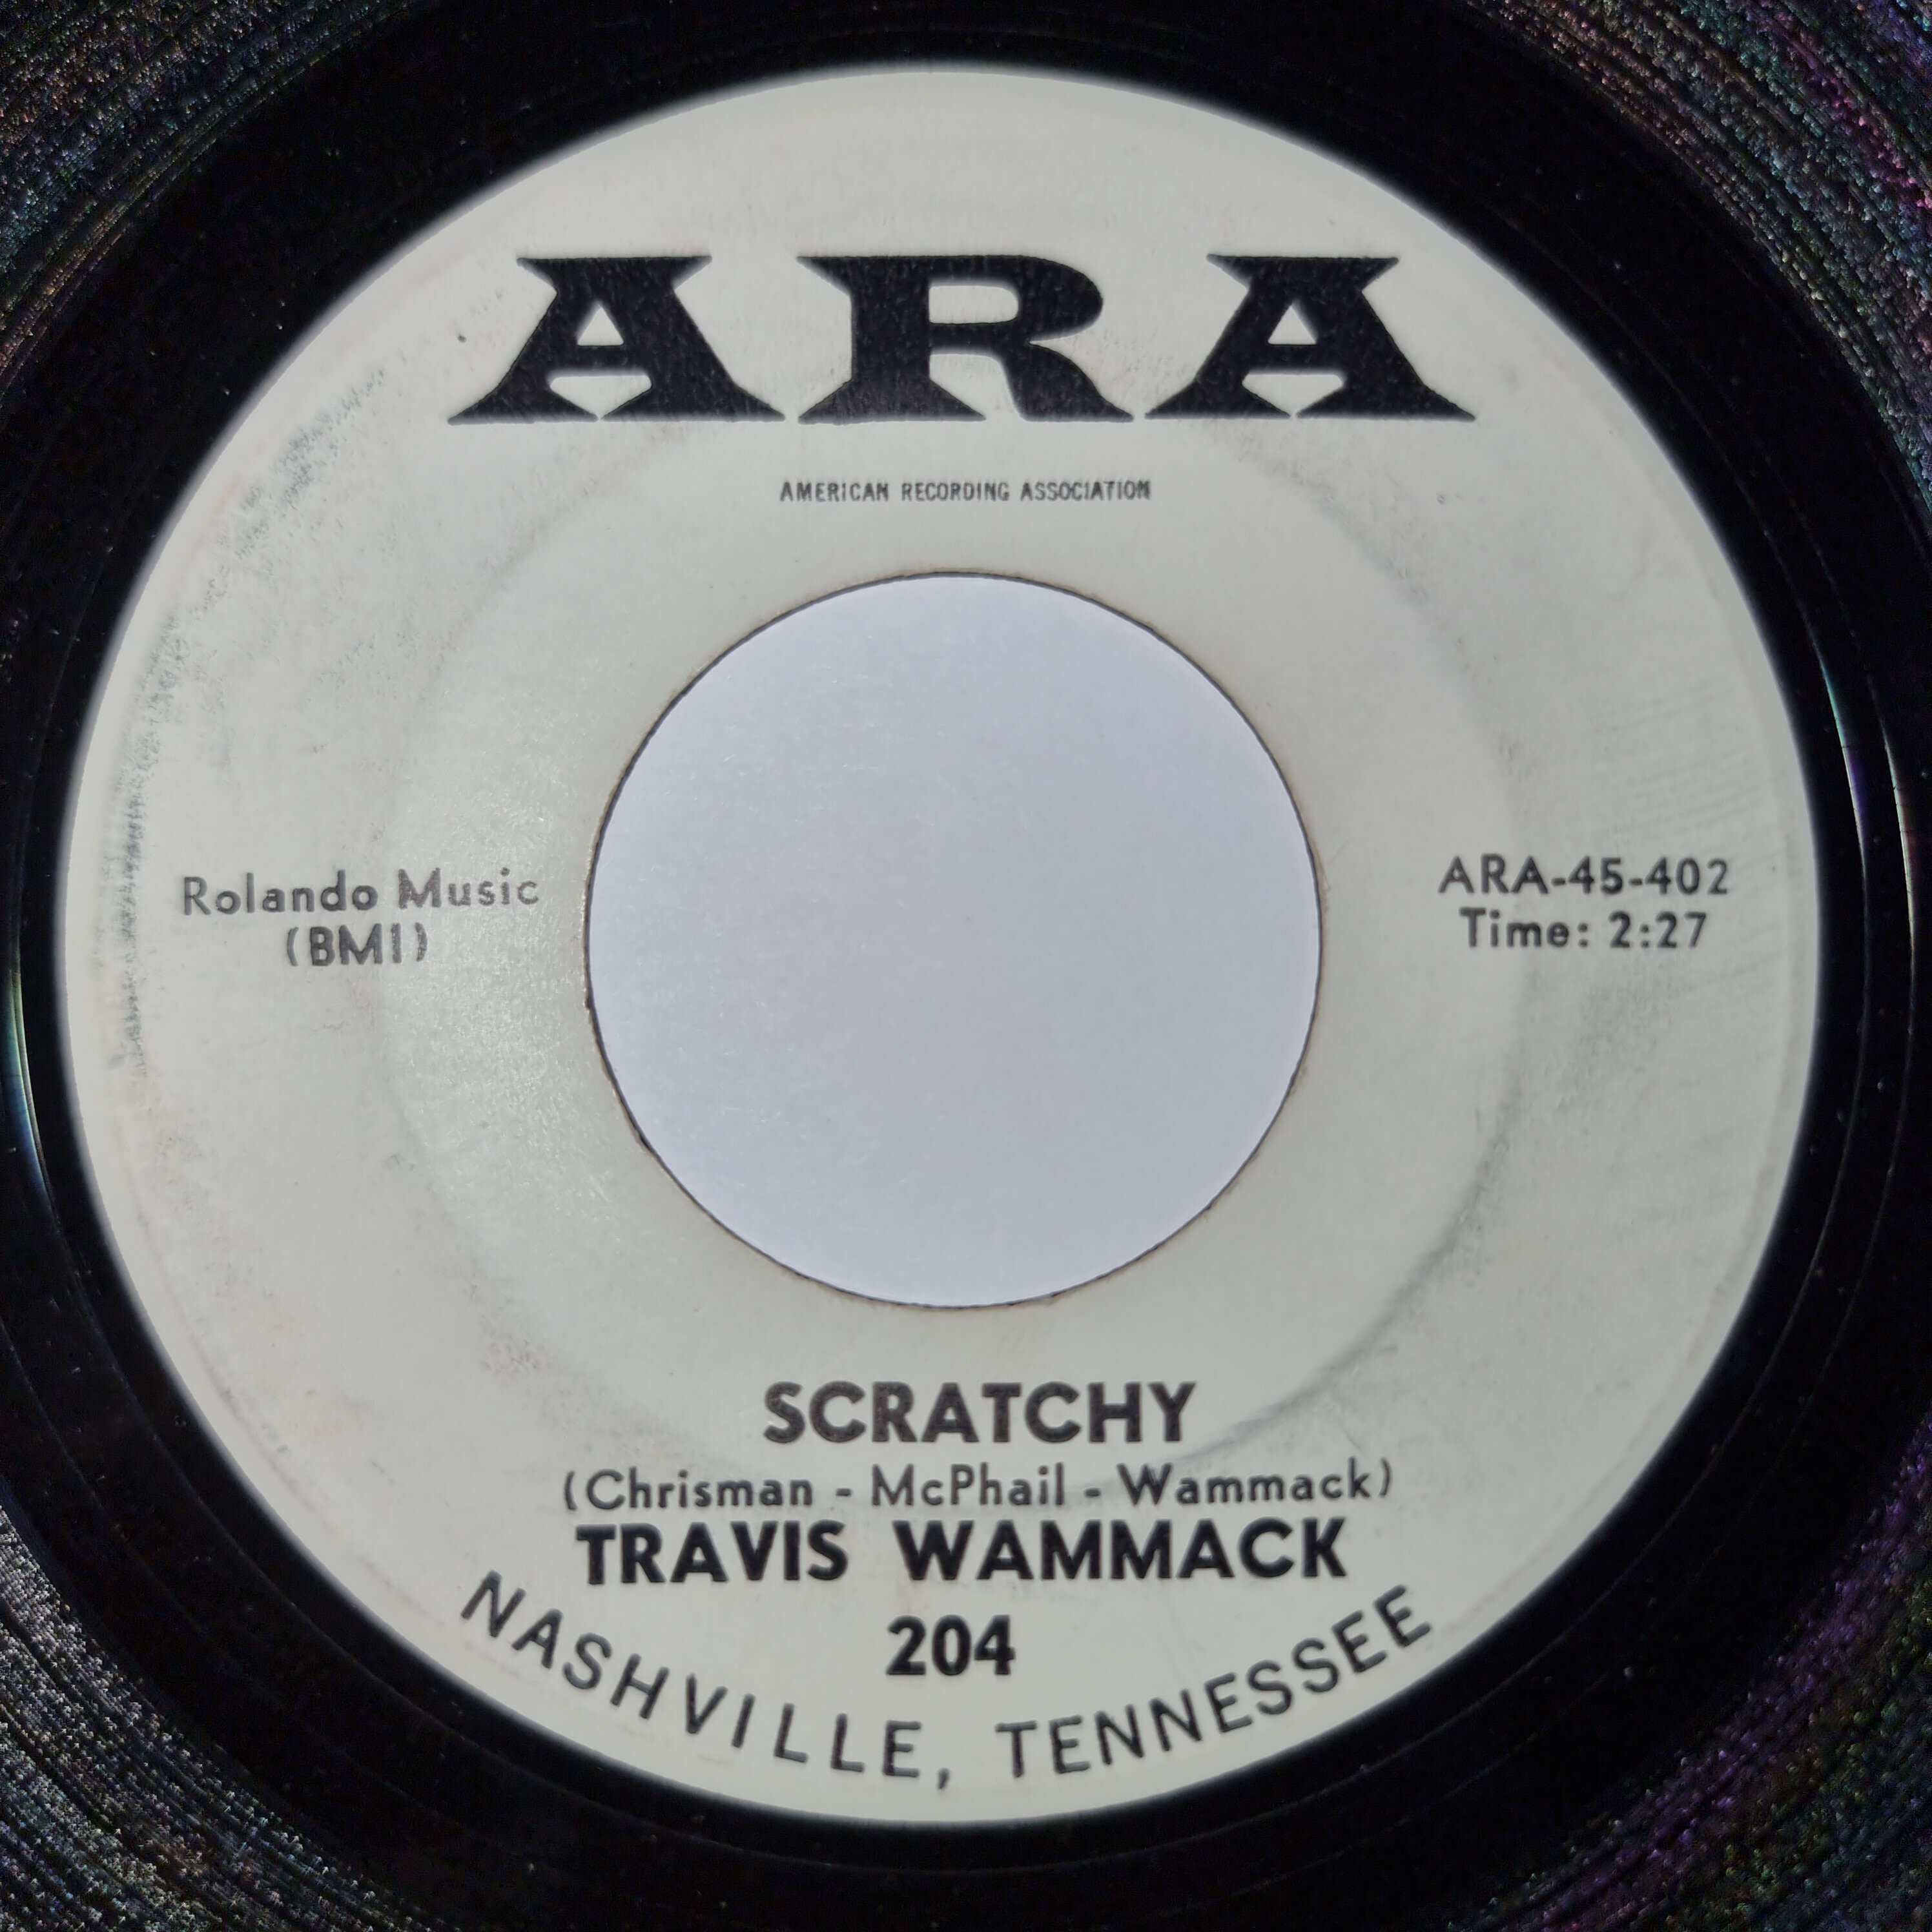 ARA
AMERICAN RECORDING ASSOCIATION
Rolando Music
(BMI)
ARA-45-402
Time: 2:27
SCRATCHY
(Chrisman - McPhail - Wammack)
TRAVIS WAMMACK
204
NASHVILLE, TENNESSEE